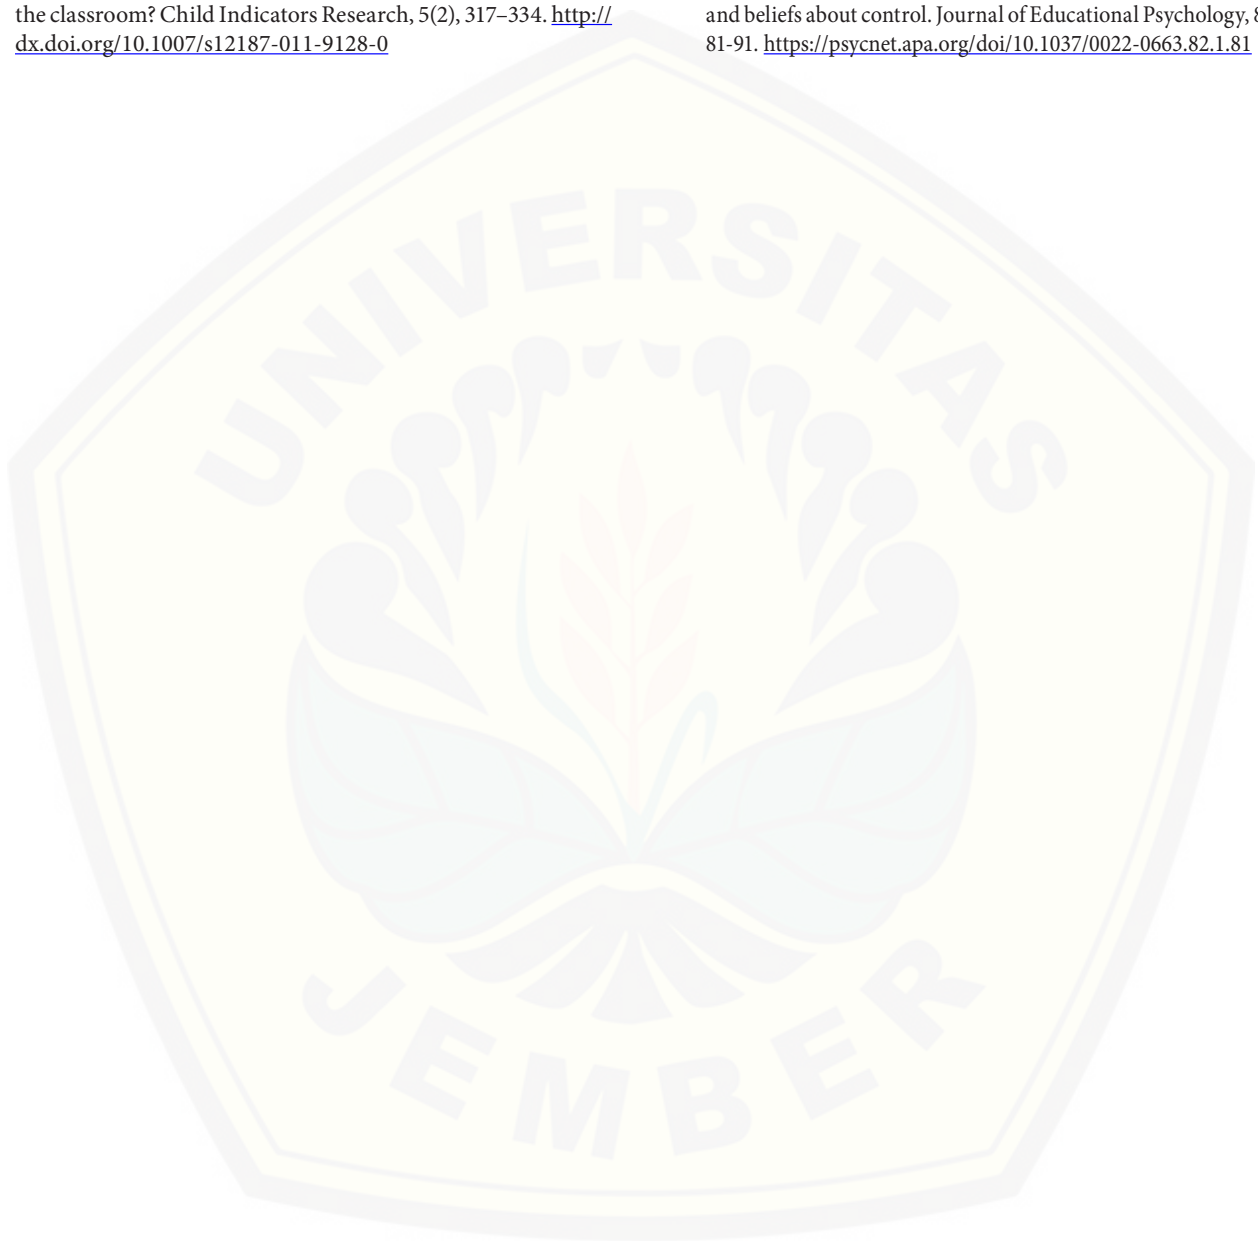 the classroom? Child Indicators Research, 5(2), 317–334. http://
dx.doi.org/10.1007/s12187-011-9128-0
and beliefs about control. Journal of Educational Psychology,
81-91. https://psycnet.apa.org/doi/10.1037/0022-0663.82.1.81
UNIVERSITAS
JEMBER